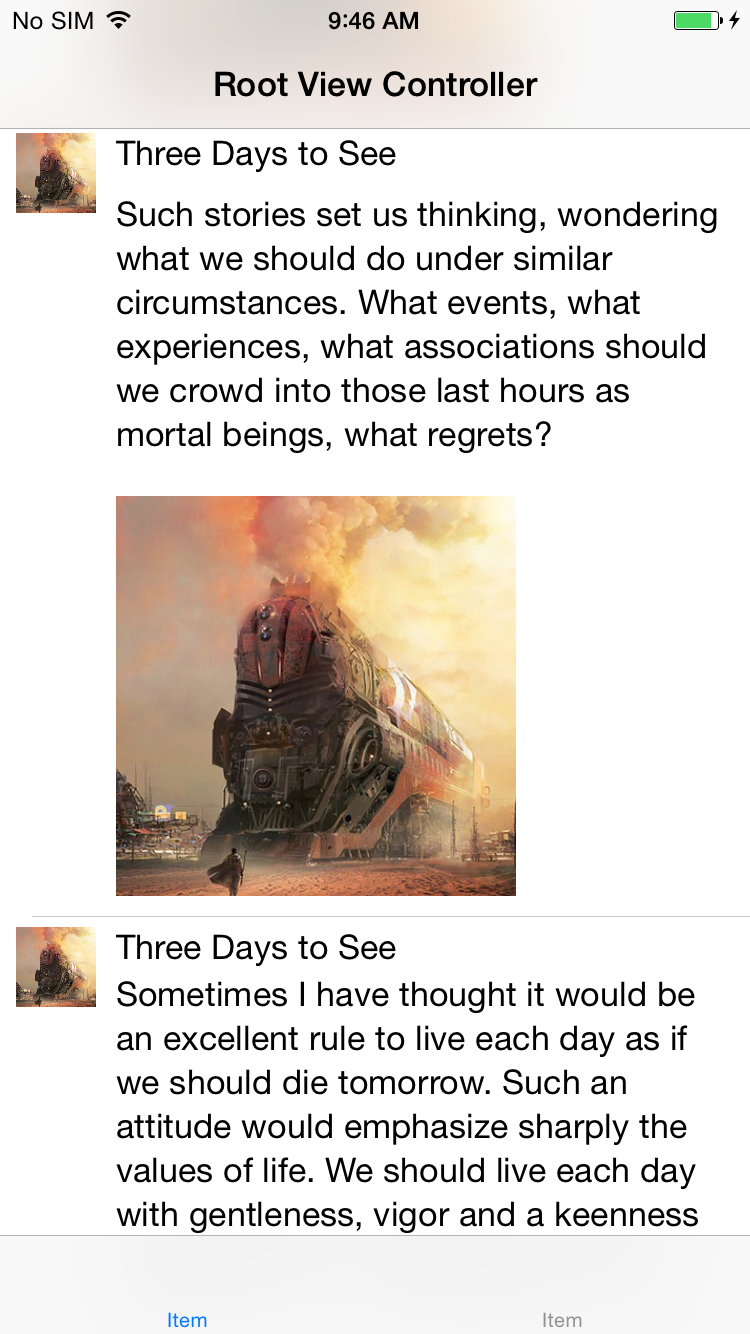 No SIM 9:46 AM
Root View Controller
Three Days to See
Such stories set us thinking, wondering
what we should do under similar
circumstances. What events, what
experiences, what associations should
we crowd into those last hours as
mortal beings, what regrets?
Three Days to See
Sometimes I have thought it would be
an excellent rule to live each day as if
we should die tomorrow. Such an
attitude would emphasize sharply the
values of life. We should live each day
with gentleness, vigor and a keenness
Item Item